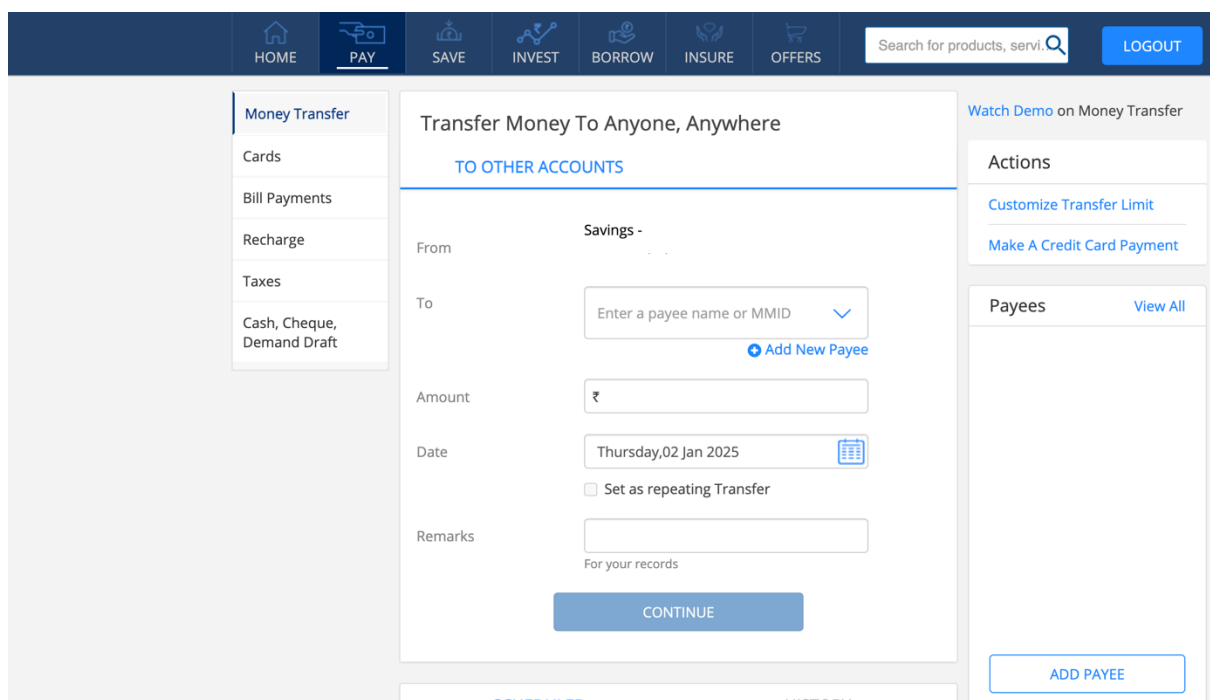 HOME
PAY
SAVE
INVEST
BORROW
INSURE
OFFERS
Search for products, servi.
LOGOUT
Money Transfer
Cards
Bill Payments
Recharge
Taxes
Cash, Cheque,
Demand Draft
Transfer Money To Anyone, Anywhere
TO OTHER ACCOUNTS
From
Savings -
To
Enter a payee name or MMID
Add New Payee
Amount
₹
Date
Thursday,02 Jan 2025
Set as repeating Transfer
Remarks
For your records
CONTINUE
Watch Demo on Money Transfer
Actions
Customize Transfer Limit
Make A Credit Card Payment
Payees
View All
ADD PAYEE